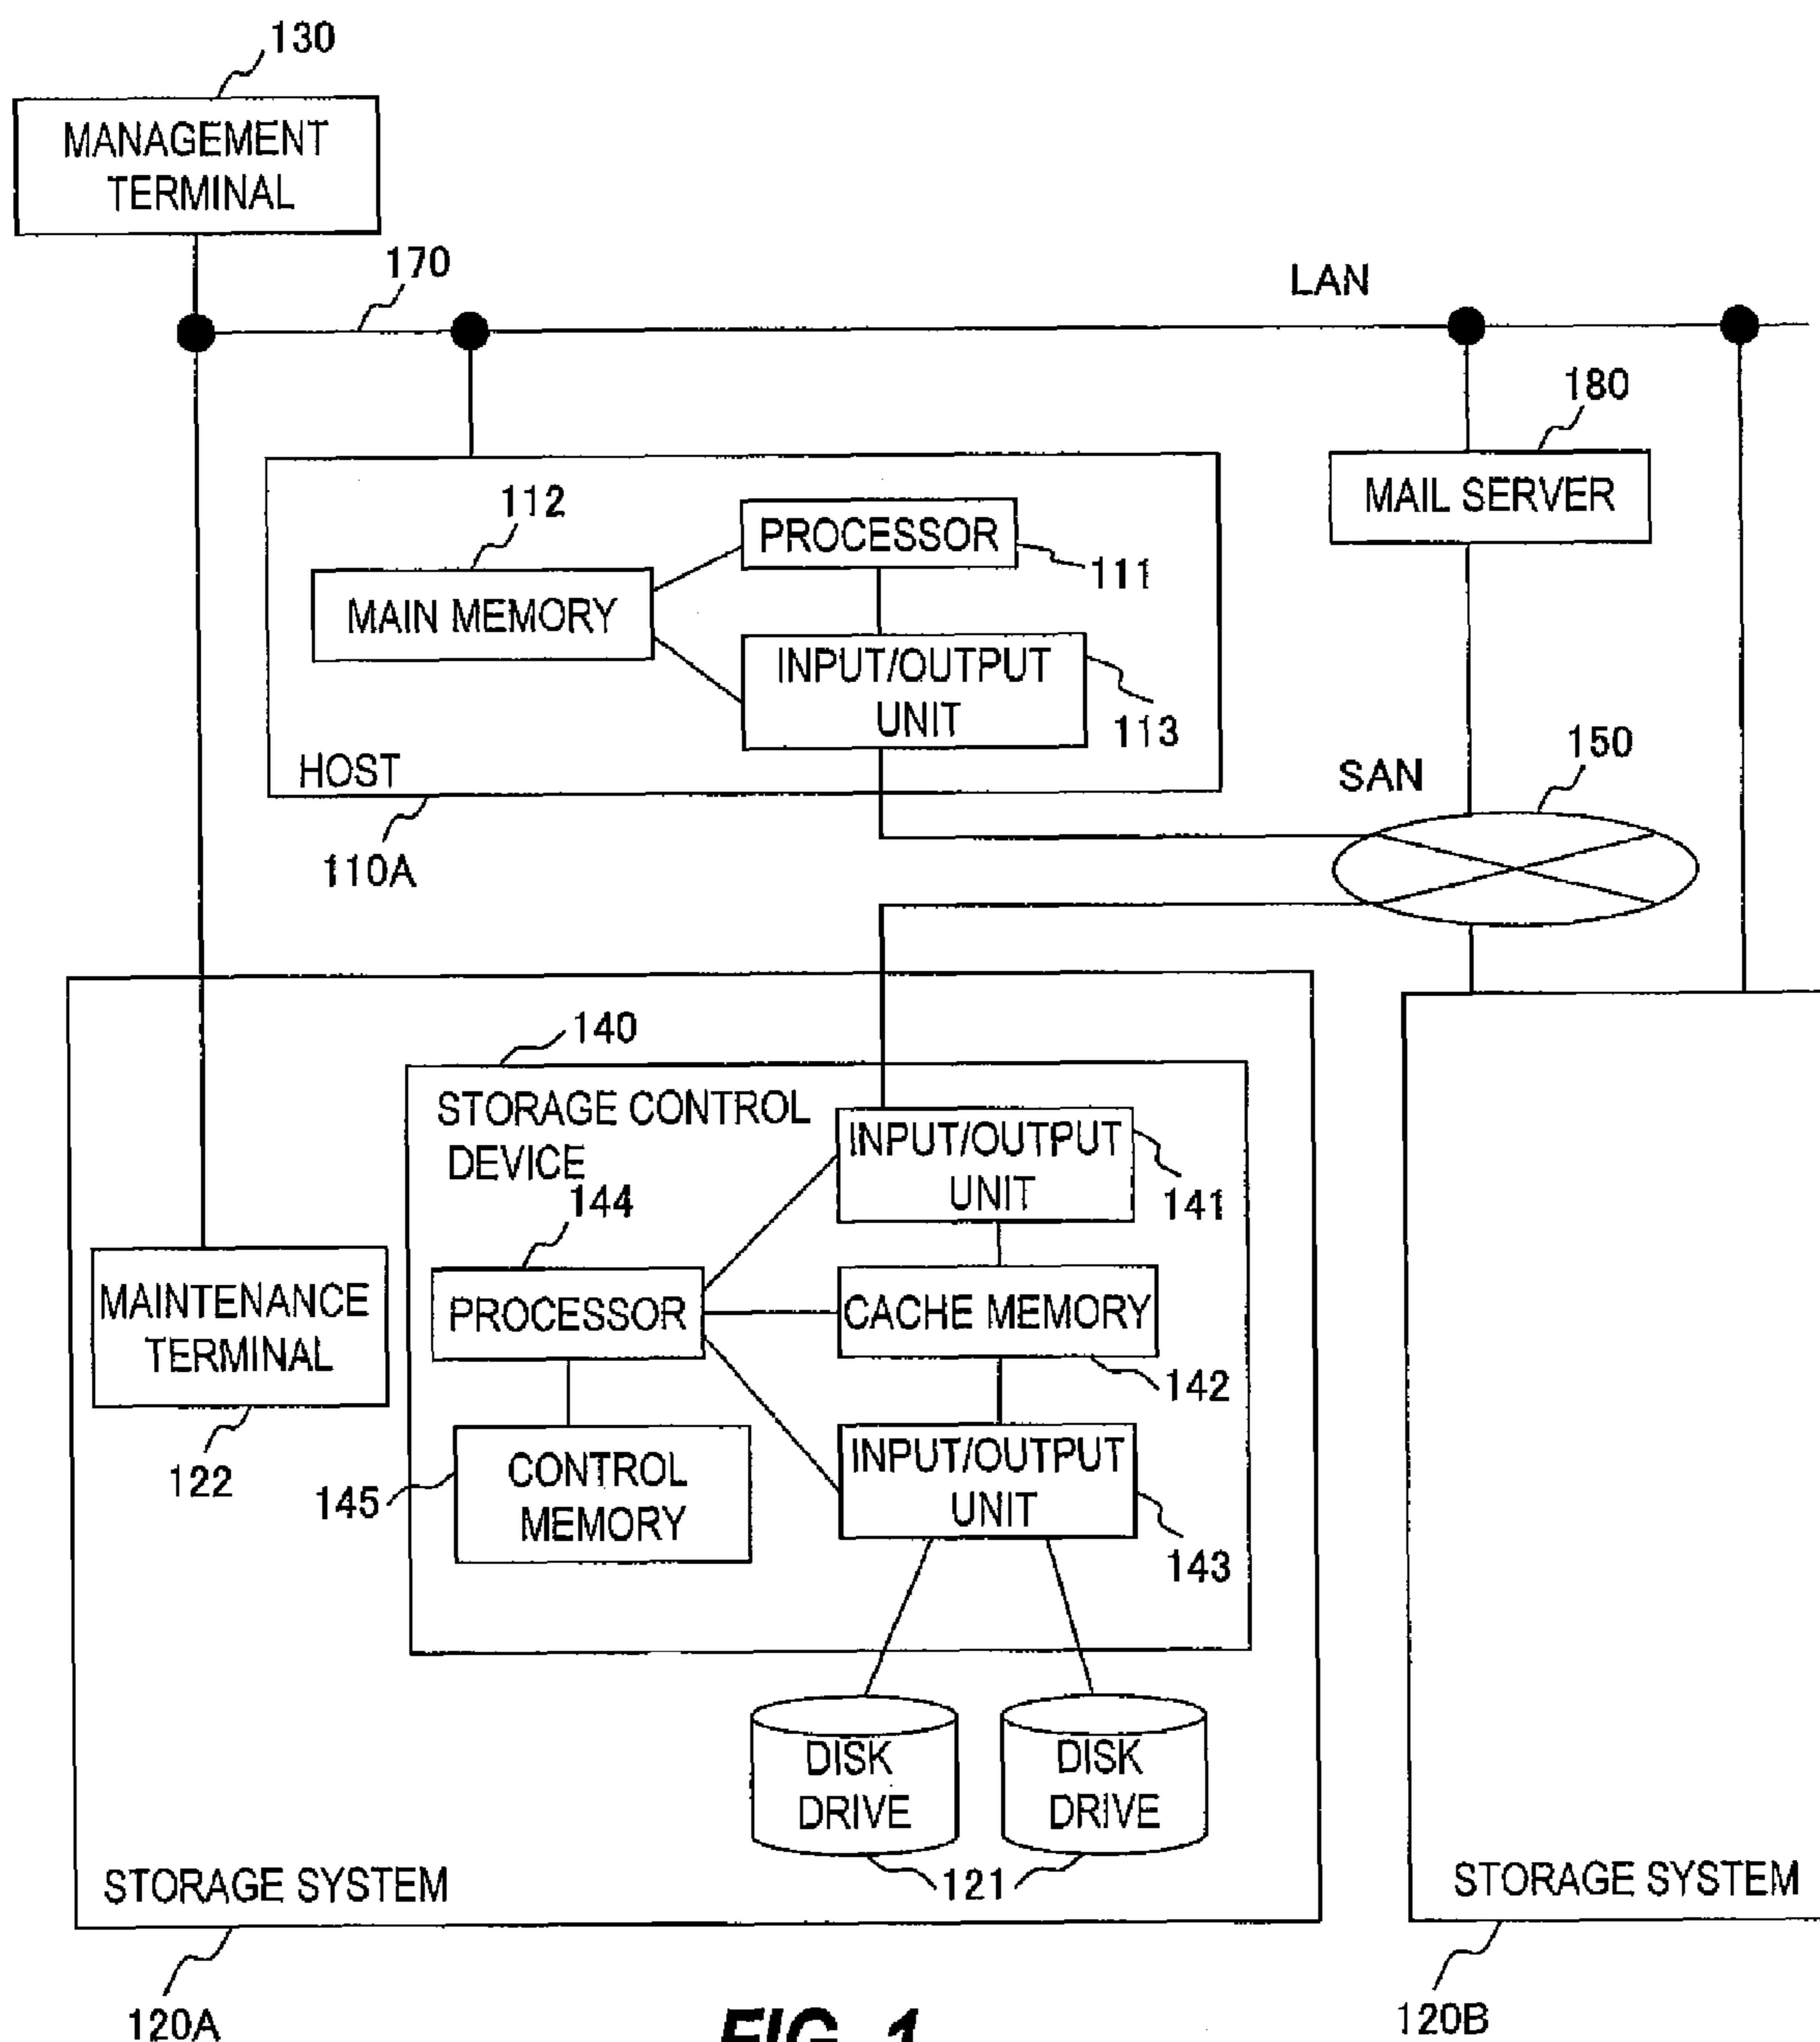 130
MANAGEMENT
TERMINAL
170
LAN
180
MAIL SERVER
112
PROCESSOR
111
MAIN MEMORY
INPUT/OUTPUT
UNIT
113
HOST
110A
SAN
150
140
STORAGE CONTROL
DEVICE
INPUT/OUTPUT
UNIT
141
144
PROCESSOR
CACHE MEMORY
142
MAINTENANCE
TERMINAL
122
145
CONTROL
MEMORY
INPUT/OUTPUT
UNIT
143
DISK
DRIVE
DISK
DRIVE
121
STORAGE SYSTEM
120A
STORAGE SYSTEM
120B
FIG. 1